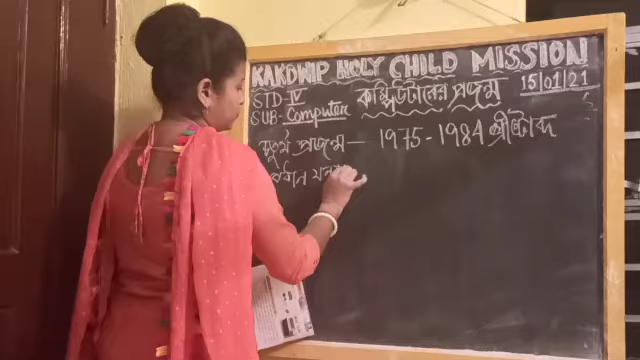 KAKDWIP HOLY CHILD MISSION
STD-IV কম্পিউটারের প্রজন্ম 15/01/21
SUB- Computer
চতুর্থ প্রজন্ম — 1975-1984 খ্রীষ্টাব্দ